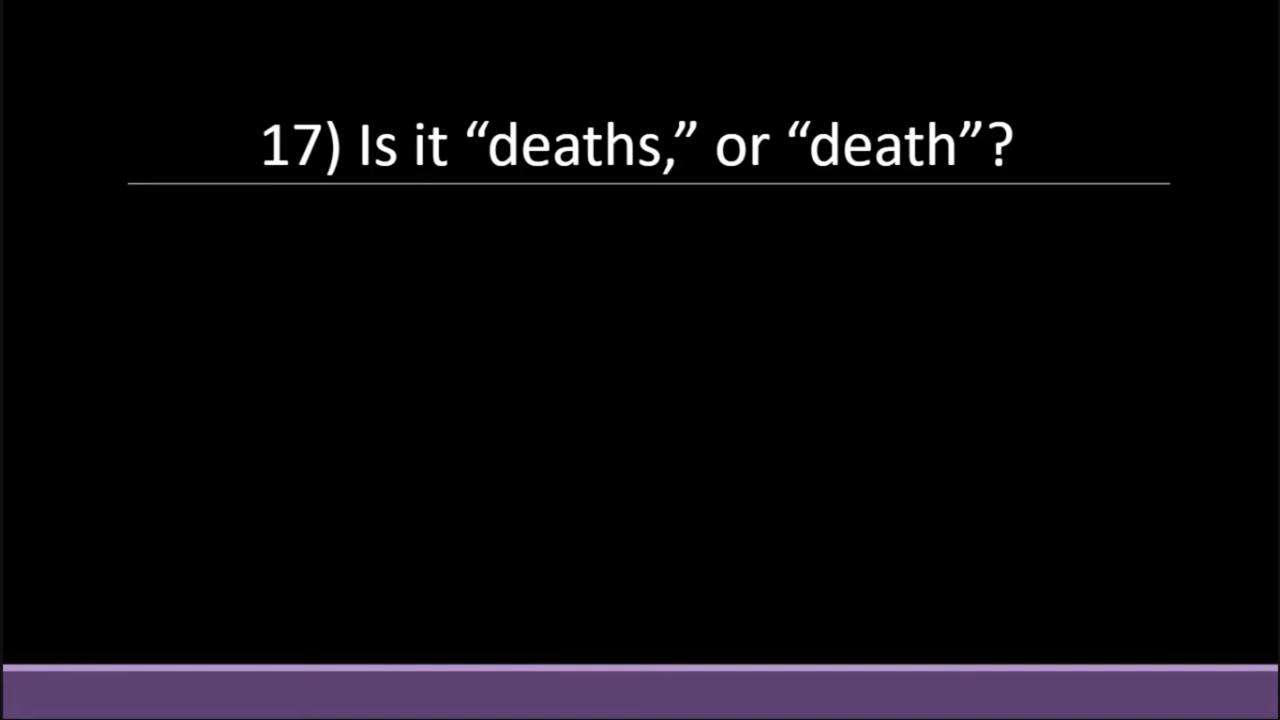 17) Is it “deaths,” or “death”?